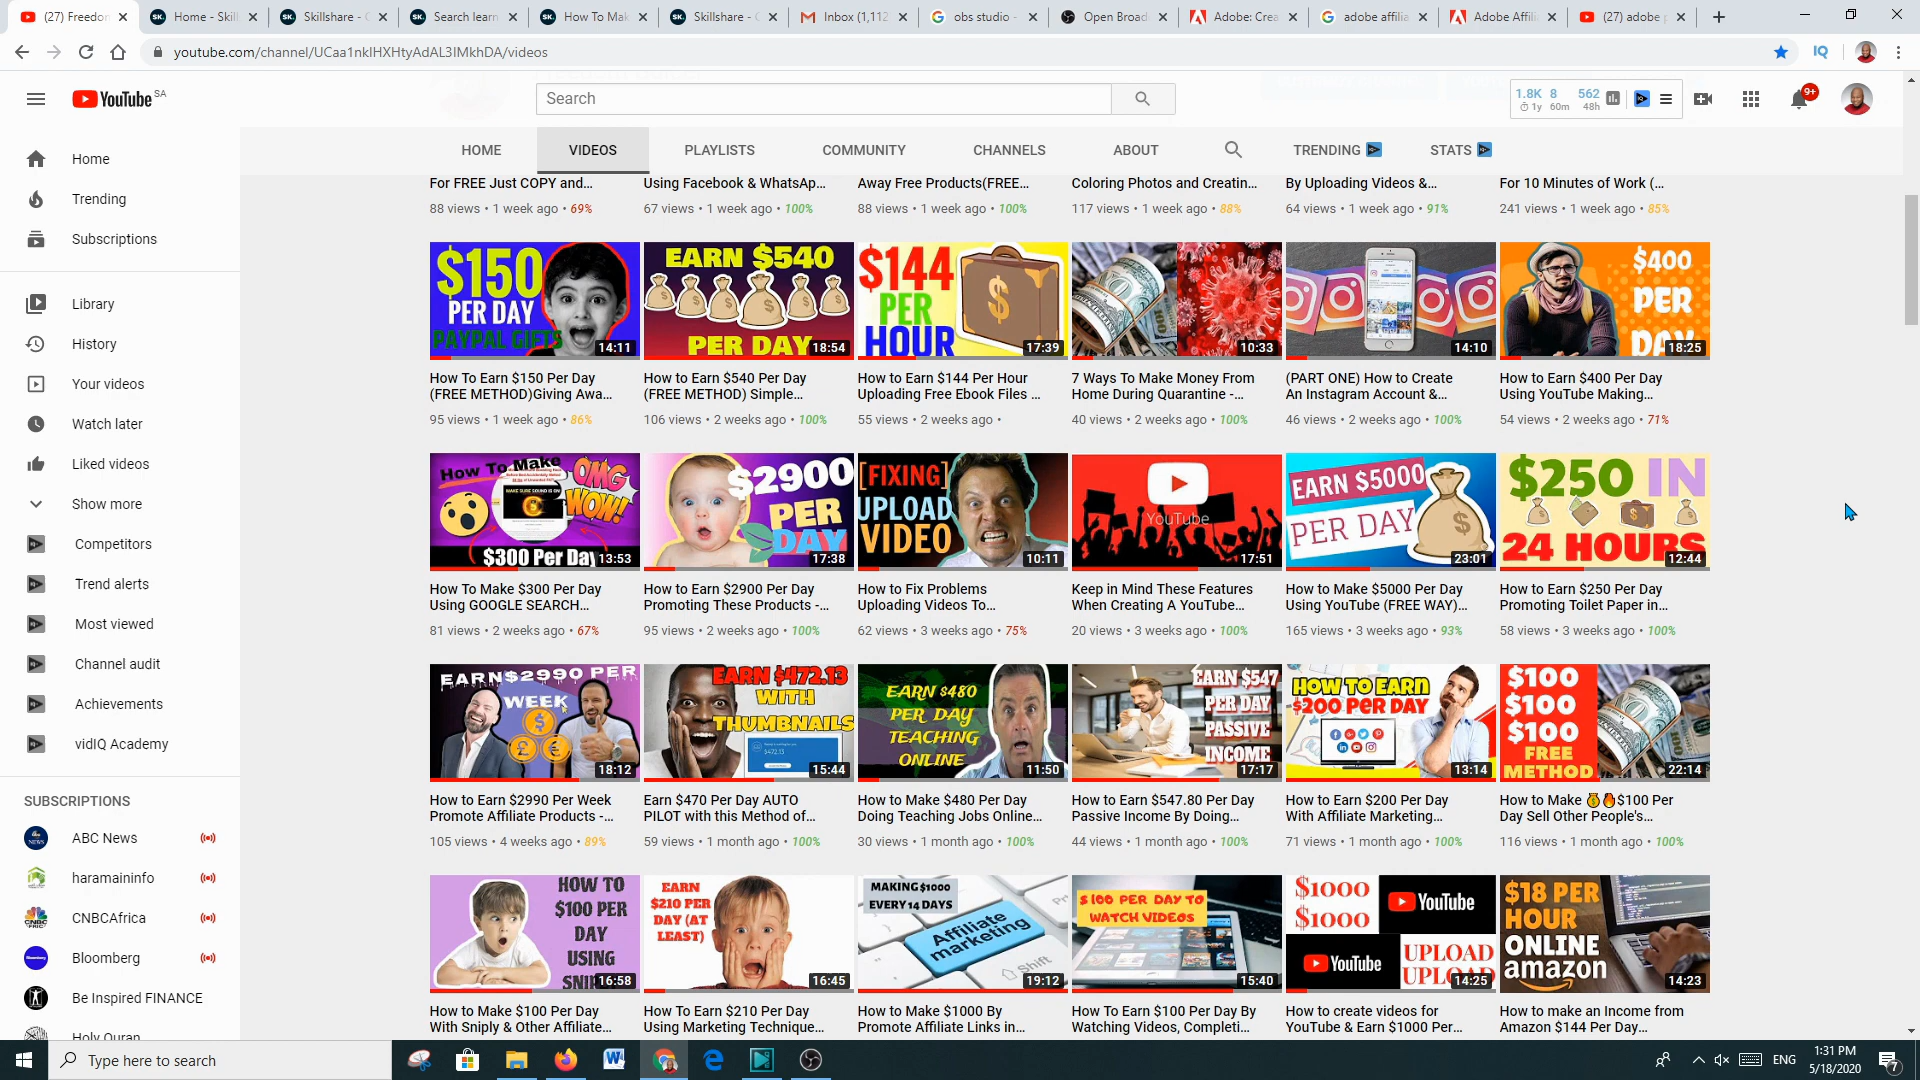 (27) Freedom
Home - Skill
Skillshare - C
Search learn
How To Mak
Skillshare - C
Inbox (1,112
obs studio -
Open Broad
Adobe: Crea
adobe affilia
Adobe Affili
(27) adobe p
youtube.com/channel/UCaa1nklHXHtyAdAL3IMkhDA/videos
IQ
YouTube SA
Search
1.8K 8 562
1y 60m 48h
9+
HOME VIDEOS PLAYLISTS COMMUNITY CHANNELS ABOUT TRENDING STATS
Home
Trending
Subscriptions
Library
History
Your videos
Watch later
Liked videos
Show more
Competitors
Trend alerts
Most viewed
Channel audit
Achievements
vidIQ Academy
SUBSCRIPTIONS
ABC News
haramaininfo
CNBCAfrica
Bloomberg
Be Inspired FINANCE
Holy Quran
For FREE Just COPY and...
88 views • 1 week ago • 69%
Using Facebook & WhatsAp...
67 views • 1 week ago • 100%
Away Free Products(FREE...
88 views • 1 week ago • 100%
Coloring Photos and Creatin...
117 views • 1 week ago • 88%
By Uploading Videos &...
64 views • 1 week ago • 91%
For 10 Minutes of Work (...
241 views • 1 week ago • 85%
$150
PER DAY
PAYPAL GIFTS
14:11
How To Earn $150 Per Day
(FREE METHOD)Giving Awa...
95 views • 1 week ago • 86%
EARN $540
PER DAY
18:54
How to Earn $540 Per Day
(FREE METHOD) Simple...
106 views • 2 weeks ago • 100%
$144
PER
HOUR
17:39
How to Earn $144 Per Hour
Uploading Free Ebook Files ...
55 views • 2 weeks ago •
10:33
7 Ways To Make Money From
Home During Quarantine -...
40 views • 2 weeks ago • 100%
14:10
(PART ONE) How to Create
An Instagram Account &...
46 views • 2 weeks ago • 100%
$400
PER
DAY
18:25
How to Earn $400 Per Day
Using YouTube Making...
54 views • 2 weeks ago • 71%
How To Make
OMG
WOW!
MAKE SURE SOUND IS ON
$300 Per Day
13:53
How To Make $300 Per Day
Using GOOGLE SEARCH...
81 views • 2 weeks ago • 67%
$2900
PER
DAY
17:38
How to Earn $2900 Per Day
Promoting These Products -...
95 views • 2 weeks ago • 100%
[FIXING]
UPLOAD
VIDEO
10:11
How to Fix Problems
Uploading Videos To...
62 views • 3 weeks ago • 75%
YouTube
17:51
Keep in Mind These Features
When Creating A YouTube...
20 views • 3 weeks ago • 100%
EARN $5000
PER DAY
23:01
How to Make $5000 Per Day
Using YouTube (FREE WAY)...
165 views • 3 weeks ago • 93%
$250 IN
24 HOURS
12:44
How to Earn $250 Per Day
Promoting Toilet Paper in...
58 views • 3 weeks ago • 100%
EARN$2990 PER
WEEK
18:12
How to Earn $2990 Per Week
Promote Affiliate Products -...
105 views • 4 weeks ago • 89%
EARN $472.13
WITH
THUMBNAILS
$472.13
15:44
Earn $470 Per Day AUTO
PILOT with this Method of...
59 views • 1 month ago • 100%
EARN $480
PER DAY
TEACHING
ONLINE
11:50
How to Make $480 Per Day
Doing Teaching Jobs Online...
30 views • 1 month ago • 100%
EARN $547
PER DAY
PASSIVE
INCOME
17:17
How to Earn $547.80 Per Day
Passive Income By Doing...
44 views • 1 month ago • 100%
HOW TO EARN
$200 PER DAY
13:14
How to Earn $200 Per Day
With Affiliate Marketing...
71 views • 1 month ago • 100%
$100
$100
$100
FREE
METHOD
22:14
How to Make 💰🔥$100 Per
Day Sell Other People's...
116 views • 1 month ago • 100%
HOW TO
$100 PER
DAY
USING
SNIPLY
16:58
How to Make $100 Per Day
With Sniply & Other Affiliate...
EARN
$210 PER
DAY (AT
LEAST)
16:45
How To Earn $210 Per Day
Using Marketing Technique...
MAKING $1000
EVERY 14 DAYS
Affiliate
marketing
Shift
19:12
How to Make $1000 By
Promote Affiliate Links in...
$100 PER DAY TO
WATCH VIDEOS
15:40
How To Earn $100 Per Day By
Watching Videos, Completi...
$1000
$1000
YouTube
YouTube
UPLOAD
UPLOAD
14:25
How to create videos for
YouTube & Earn $1000 Per...
$18 PER
HOUR
ONLINE
amazon
14:23
How to make an Income from
Amazon $144 Per Day...
Type here to search
ENG
1:31 PM
5/18/2020
7